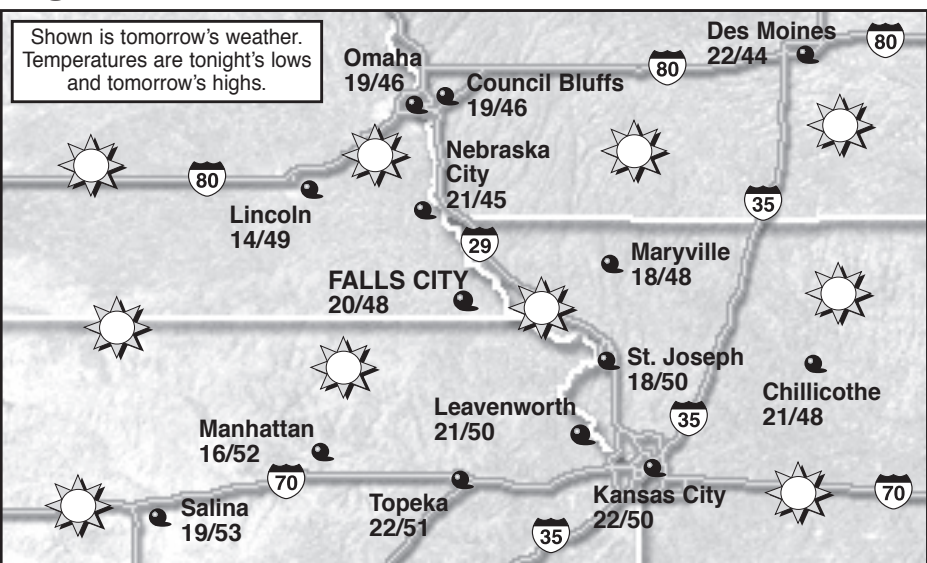 Shown is tomorrow's weather.
Temperatures are tonight's lows
and tomorrow's highs.
Des Moines
22/44
80
Omaha
19/46
80
Council Bluffs
19/46
Nebraska
City
21/45
80
Lincoln
14/49
35
29
Maryville
18/48
FALLS CITY
20/48
St. Joseph
18/50
Chillicothe
21/48
Leavenworth
21/50
35
Manhattan
16/52
70
Topeka
22/51
Kansas City
22/50
70
Salina
19/53
35